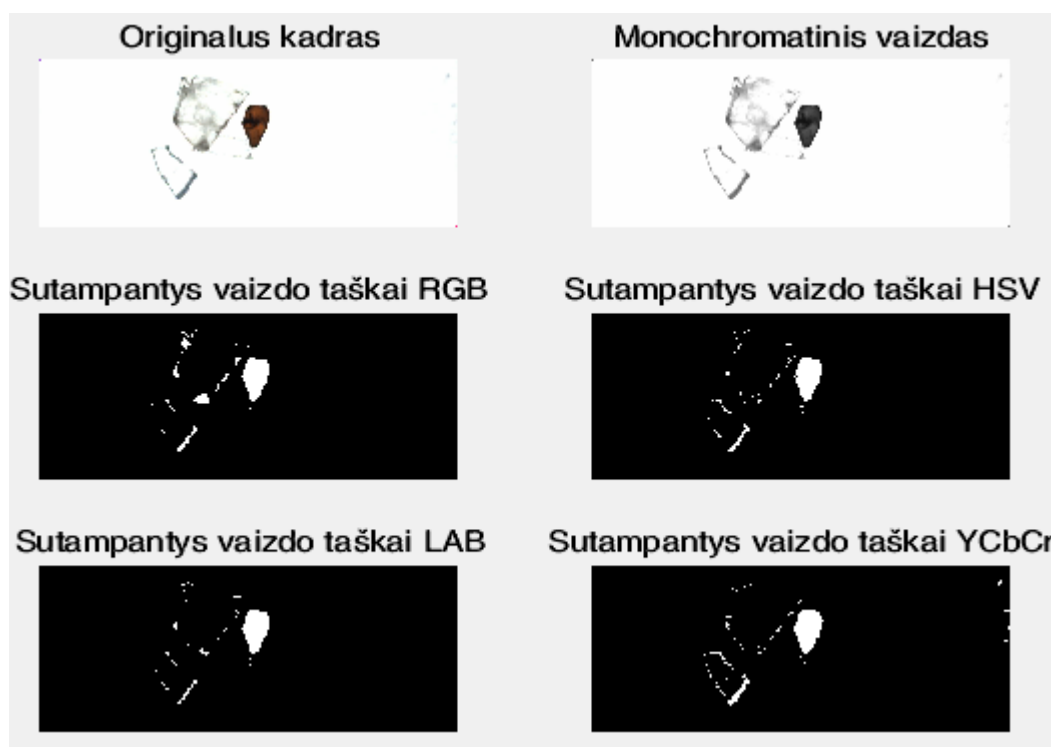 Originalus kadras
Monochromatinis vaizdas
Sutampantys vaizdo taškai RGB
Sutampantys vaizdo taškai HSV
Sutampantys vaizdo taškai LAB
Sutampantys vaizdo taškai YCbCr